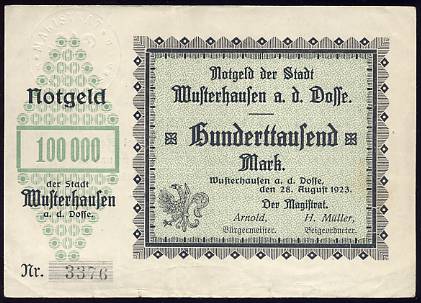 MAGISTRAT
Notgeld
100 000
der Stadt
Wusterhausen
a. d. Dosse.
Nr. 3376
Notgeld der Stadt
Wusterhausen a. d. Dosse.
Hunderttausend
Mark.
Wusterhausen a. d. Dosse,
den 28. August 1923.
Der Magistrat.
Arnold, H. Müller,
Bürgermeister. Beigeordneter.